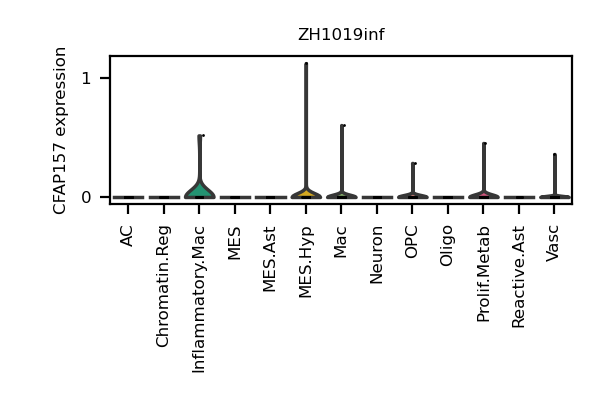 ZH1019inf
CFAP157 expression
1
0
AC
Chromatin.Reg
Inflammatory.Mac
MES
MES.Ast
MES.Hyp
Mac
Neuron
OPC
Oligo
Prolif.Metab
Reactive.Ast
Vasc